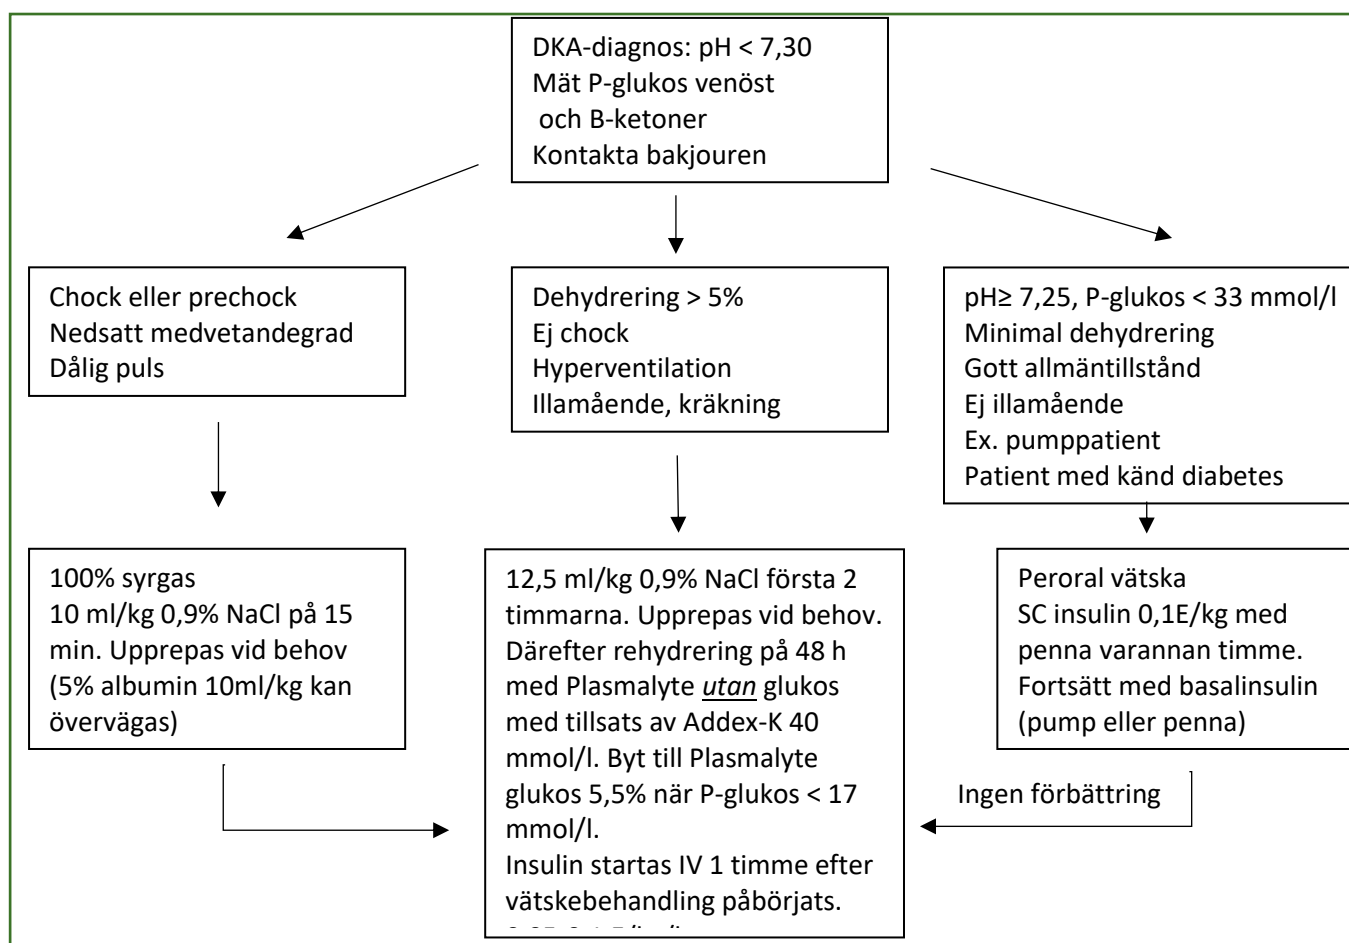 DKA-diagnos: pH < 7,30
Mät P-glukos venöst
och B-ketoner
Kontakta bakjouren
Chock eller prechock
Nedsatt medvetandegrad
Dålig puls
Dehydrering > 5%
Ej chock
Hyperventilation
Illamående, kräkning
pH≥ 7,25, P-glukos < 33 mmol/l
Minimal dehydrering
Gott allmäntillstånd
Ej illamående
Ex. pumppatient
Patient med känd diabetes
100% syrgas
10 ml/kg 0,9% NaCl på 15
min. Upprepas vid behov
(5% albumin 10ml/kg kan
övervägas)
12,5 ml/kg 0,9% NaCl första 2
timmarna. Upprepas vid behov.
Därefter rehydrering på 48 h
med Plasmalyte utan glukos
med tillsats av Addex-K 40
mmol/l. Byt till Plasmalyte
glukos 5,5% när P-glukos < 17
mmol/l.
Insulin startas IV 1 timme efter
vätskebehandling påbörjats.
Peroral vätska
SC insulin 0,1E/kg med
penna varannan timme.
Fortsätt med basalinsulin
(pump eller penna)
Ingen förbättring